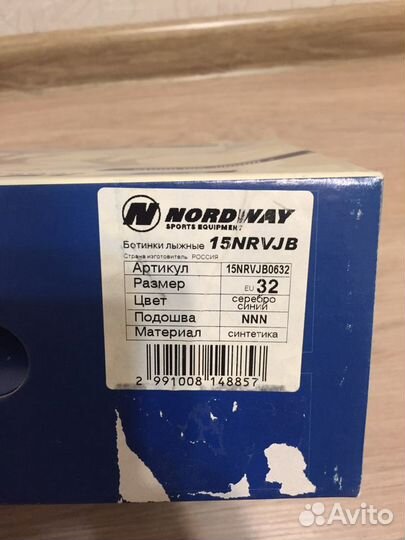 NORDWAY
SPORTS EQUIPMENT
Ботинки лыжные 15NRVJB
Страна изготовитель РОССИЯ
Артикул 15NRVJB0632
Размер EU 32
Цвет серебро синий
Подошва NNN
Материал синтетика
2 991008 148857
Avito